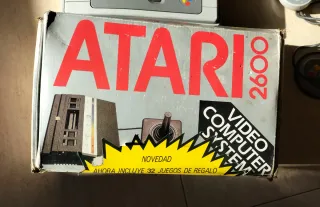 ATARI
2600
VIDEO
COMPUTER
SYSTEM
NOVEDAD
AHORA INCLUYE 32 JUEGOS DE REGALO